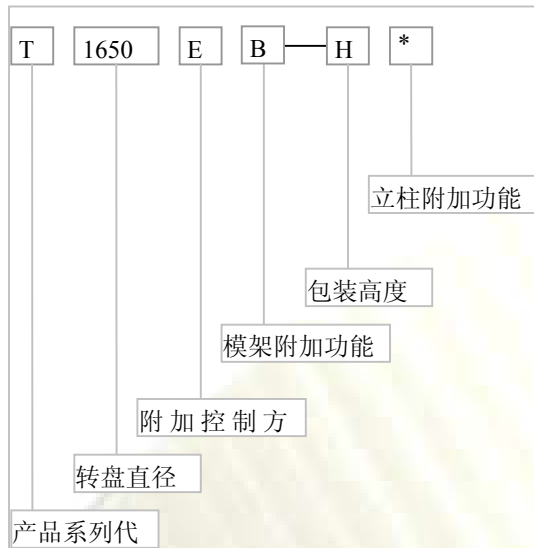 T 1650 E B — H *
立柱附加功能
包装高度
模架附加功能
附加控制方
转盘直径
产品系列代